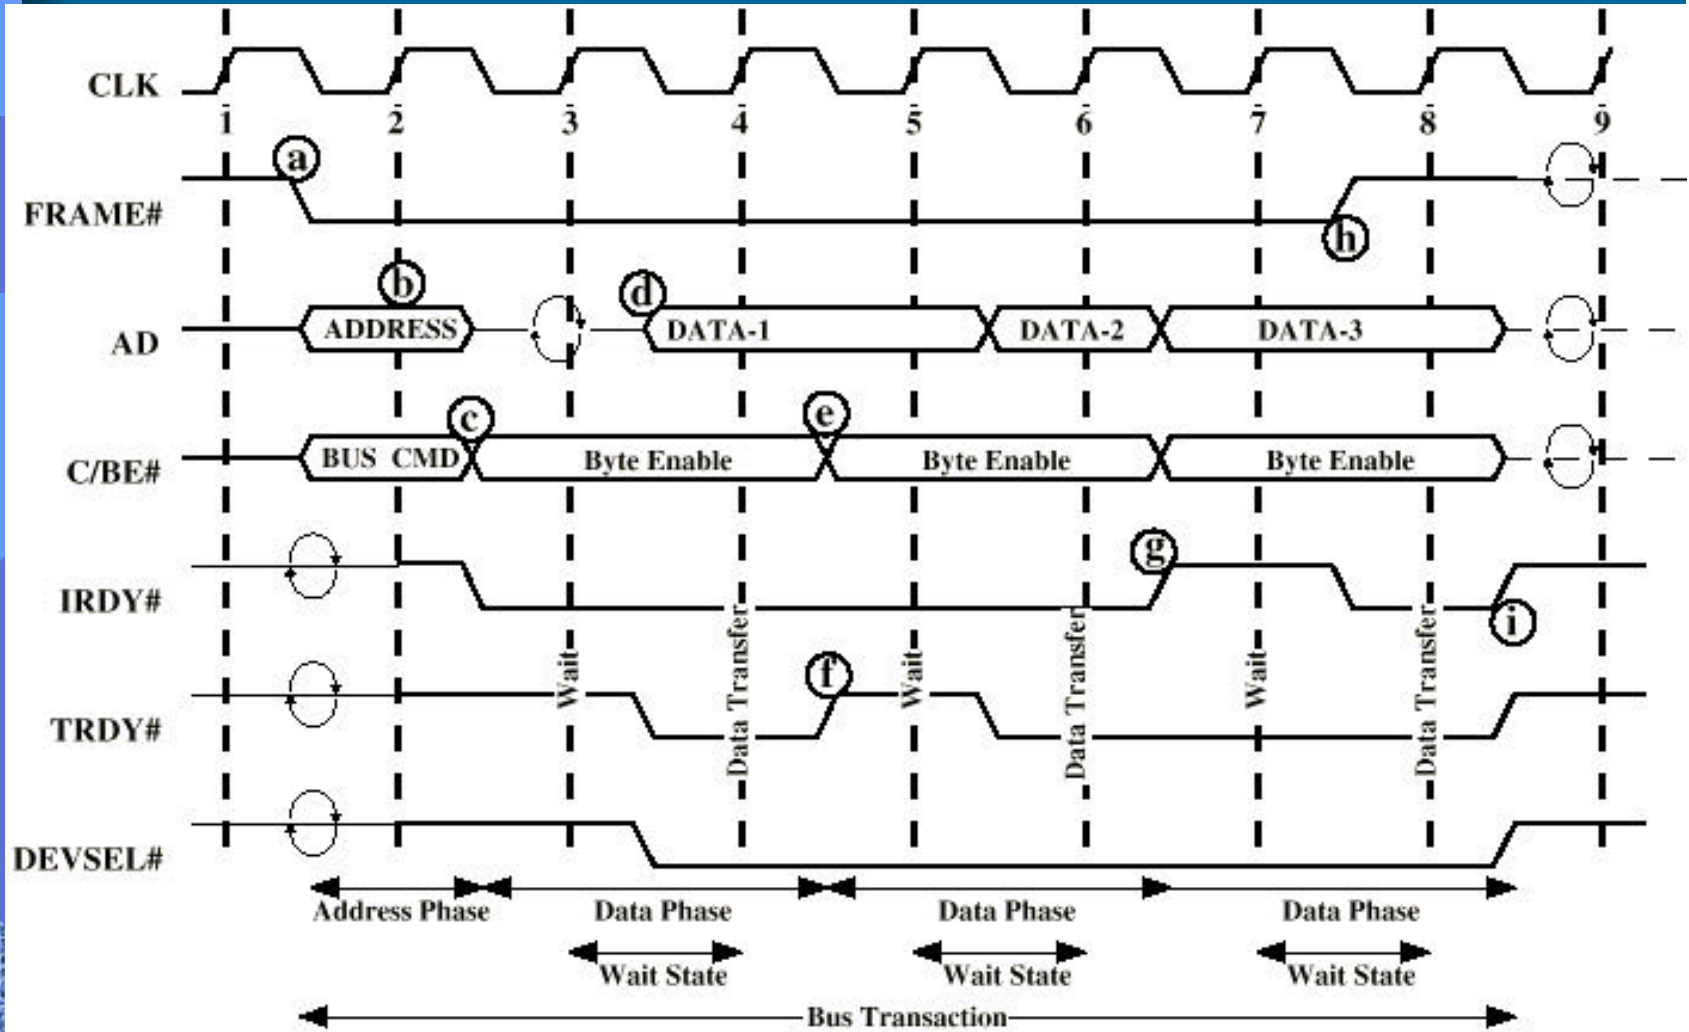 CLK
1 2 3 4 5 6 7 8 9
a
FRAME#
h
b
d
ADDRESS DATA-1 DATA-2 DATA-3
AD
c e
BUS CMD Byte Enable Byte Enable Byte Enable
C/BE#
g
IRDY#
i
Wait
Data Transfer
Wait
Data Transfer
Wait
Data Transfer
f
TRDY#
DEVSEL#
Address Phase Data Phase Data Phase Data Phase
Wait State Wait State Wait State
Bus Transaction